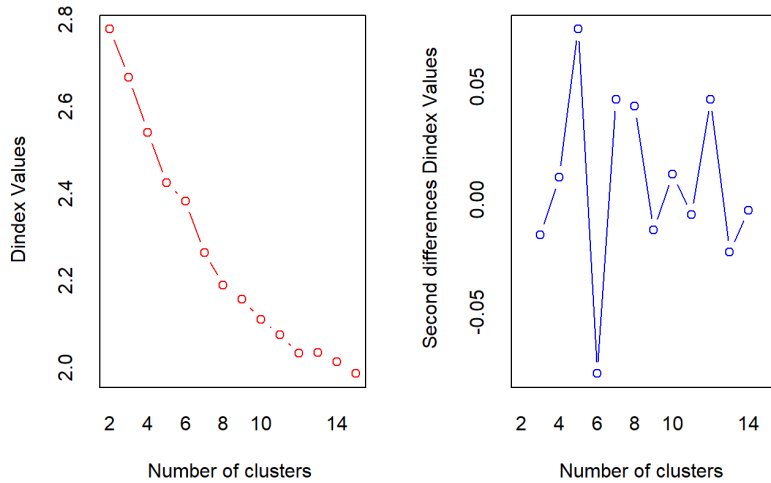 Dindex Values
2.8
2.6
2.4
2.2
2.0
2 4 6 8 10 14
Number of clusters
Second differences Dindex Values
0.05
0.00
-0.05
2 4 6 8 10 14
Number of clusters